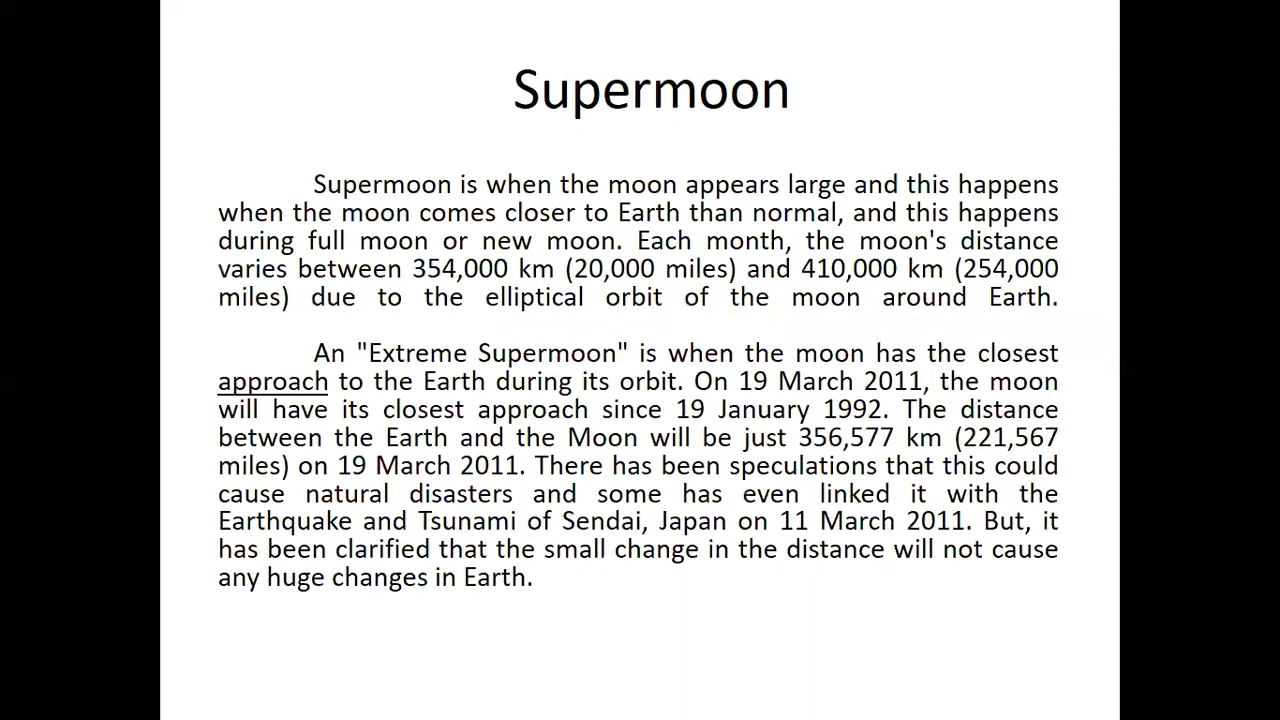 Supermoon
Supermoon is when the moon appears large and this happens
when the moon comes closer to Earth than normal, and this happens
during full moon or new moon. Each month, the moon's distance
varies between 354,000 km (20,000 miles) and 410,000 km (254,000
miles) due to the elliptical orbit of the moon around Earth.
An "Extreme Supermoon" is when the moon has the closest
approach to the Earth during its orbit. On 19 March 2011, the moon
will have its closest approach since 19 January 1992. The distance
between the Earth and the Moon will be just 356,577 km (221,567
miles) on 19 March 2011. There has been speculations that this could
cause natural disasters and some has even linked it with the
Earthquake and Tsunami of Sendai, Japan on 11 March 2011. But, it
has been clarified that the small change in the distance will not cause
any huge changes in Earth.